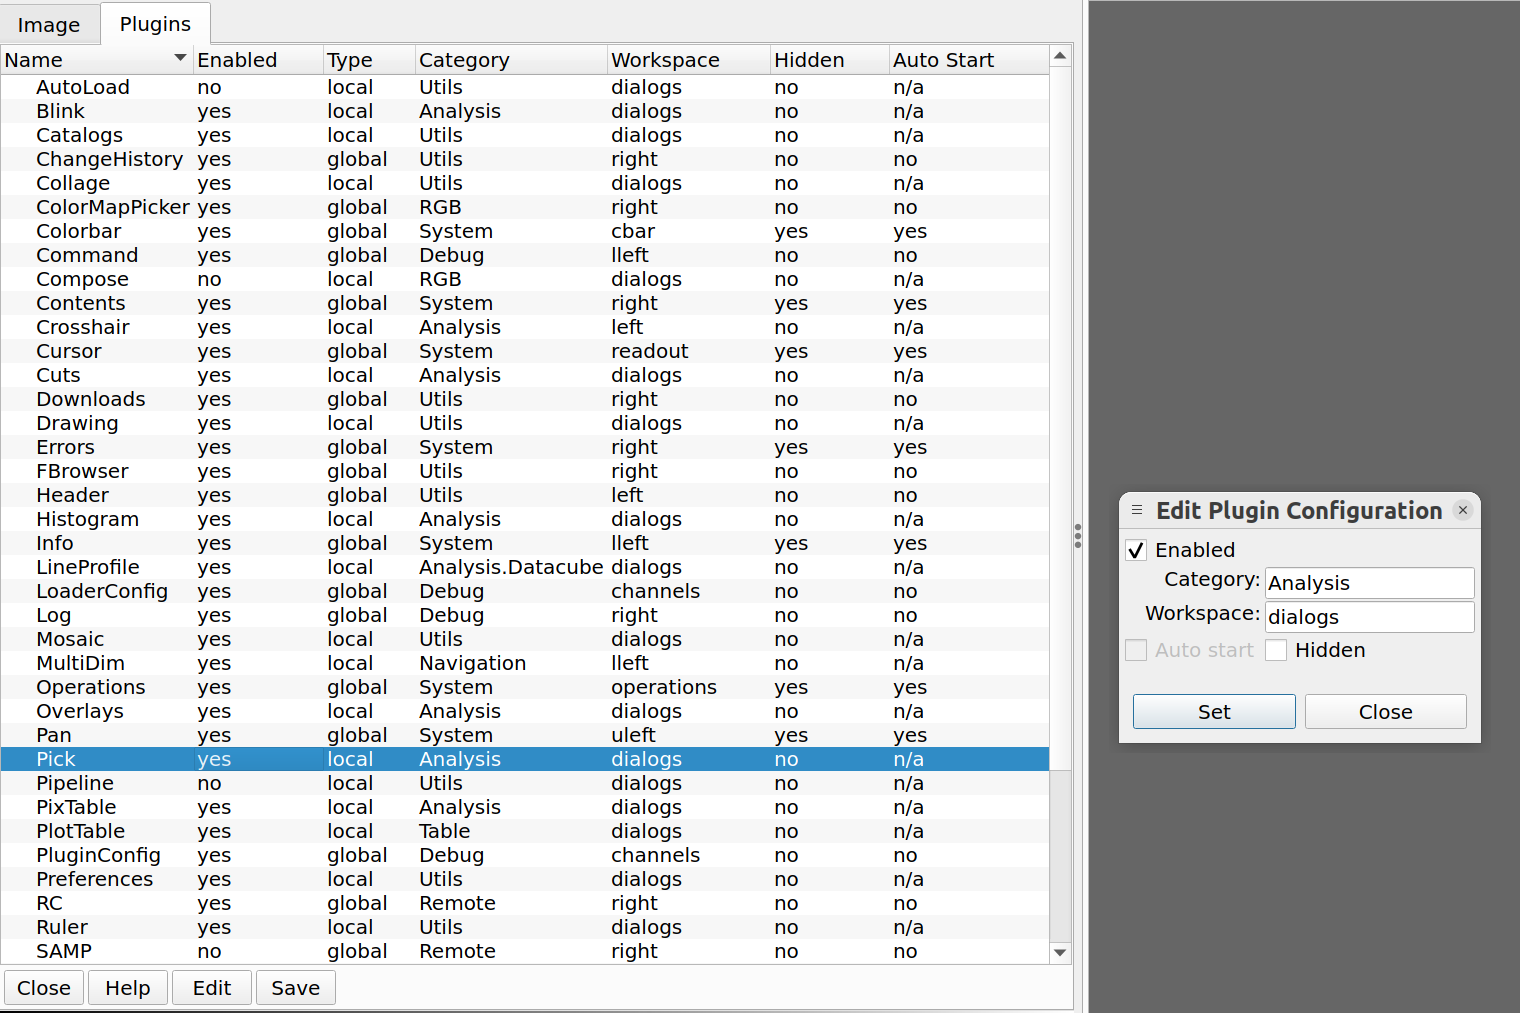 Image Plugins
Name Enabled Type Category Workspace Hidden Auto Start
AutoLoad no local Utils dialogs no n/a
Blink yes local Analysis dialogs no n/a
Catalogs yes local Utils dialogs no n/a
ChangeHistory yes global Utils right no no
Collage yes local Utils dialogs no n/a
ColorMapPicker yes global RGB right no no
Colorbar yes global System cbar yes yes
Command yes global Debug lleft no no
Compose no local RGB dialogs no n/a
Contents yes global System right yes yes
Crosshair yes local Analysis left no n/a
Cursor yes global System readout yes yes
Cuts yes local Analysis dialogs no n/a
Downloads yes global Utils right no no
Drawing yes local Utils dialogs no n/a
Errors yes global System right yes yes
FBrowser yes global Utils right no no
Header yes global Utils left no no
Histogram yes local Analysis dialogs no n/a
Info yes global System lleft yes yes
LineProfile yes local Analysis.Datacube dialogs no n/a
LoaderConfig yes global Debug channels no no
Log yes global Debug right no no
Mosaic yes local Utils dialogs no n/a
MultiDim yes local Navigation lleft no n/a
Operations yes global System operations yes yes
Overlays yes local Analysis dialogs no n/a
Pan yes global System uleft yes yes
Pick yes local Analysis dialogs no n/a
Pipeline no local Utils dialogs no n/a
PixTable yes local Analysis dialogs no n/a
PlotTable yes local Table dialogs no n/a
PluginConfig yes global Debug channels no no
Preferences yes local Utils dialogs no n/a
RC yes global Remote right no no
Ruler yes local Utils dialogs no n/a
SAMP no global Remote right no no
Close Help Edit Save
Edit Plugin Configuration
Enabled
Category: Analysis
Workspace: dialogs
Auto start Hidden
Set Close